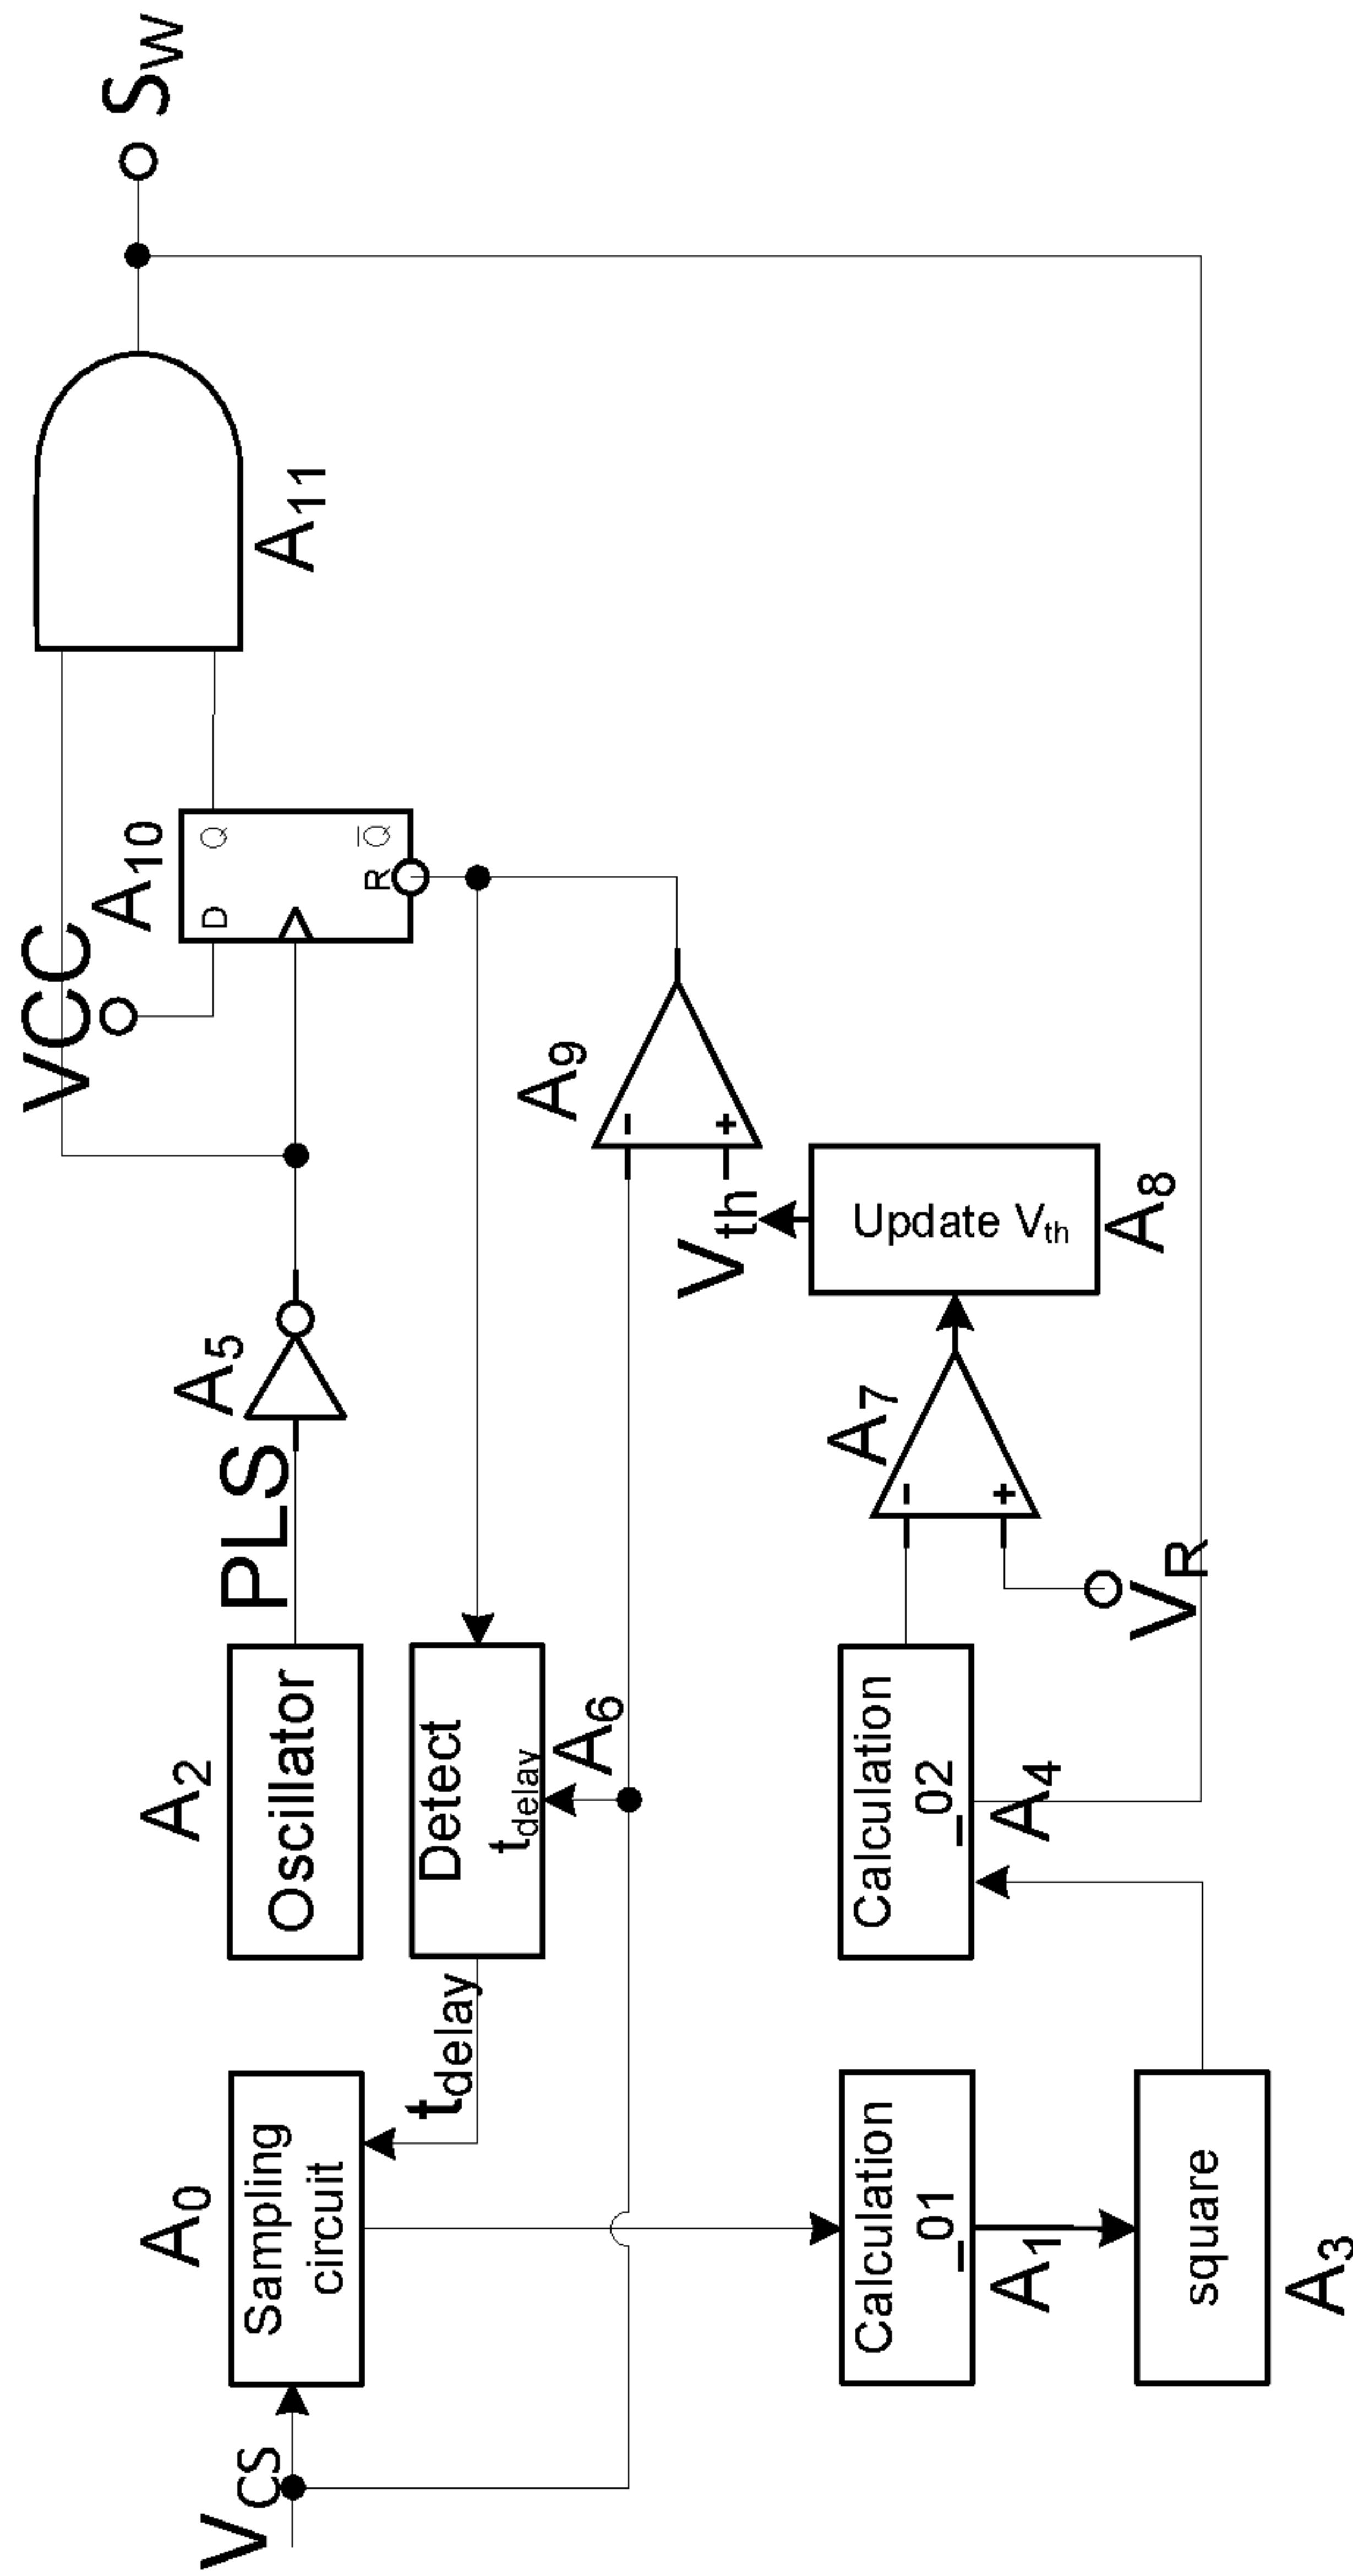 VCC
SW
A10
D
Q
Q
R
A11
A2
Oscillator
PLS
A5
A0
Sampling
circuit
VCS
tdelay
Detect
tdelay
A6
A9
-
+
Vth
Update Vth
A8
A7
-
+
VR
Calculation
_02
A4
Calculation
_01
A1
square
A3